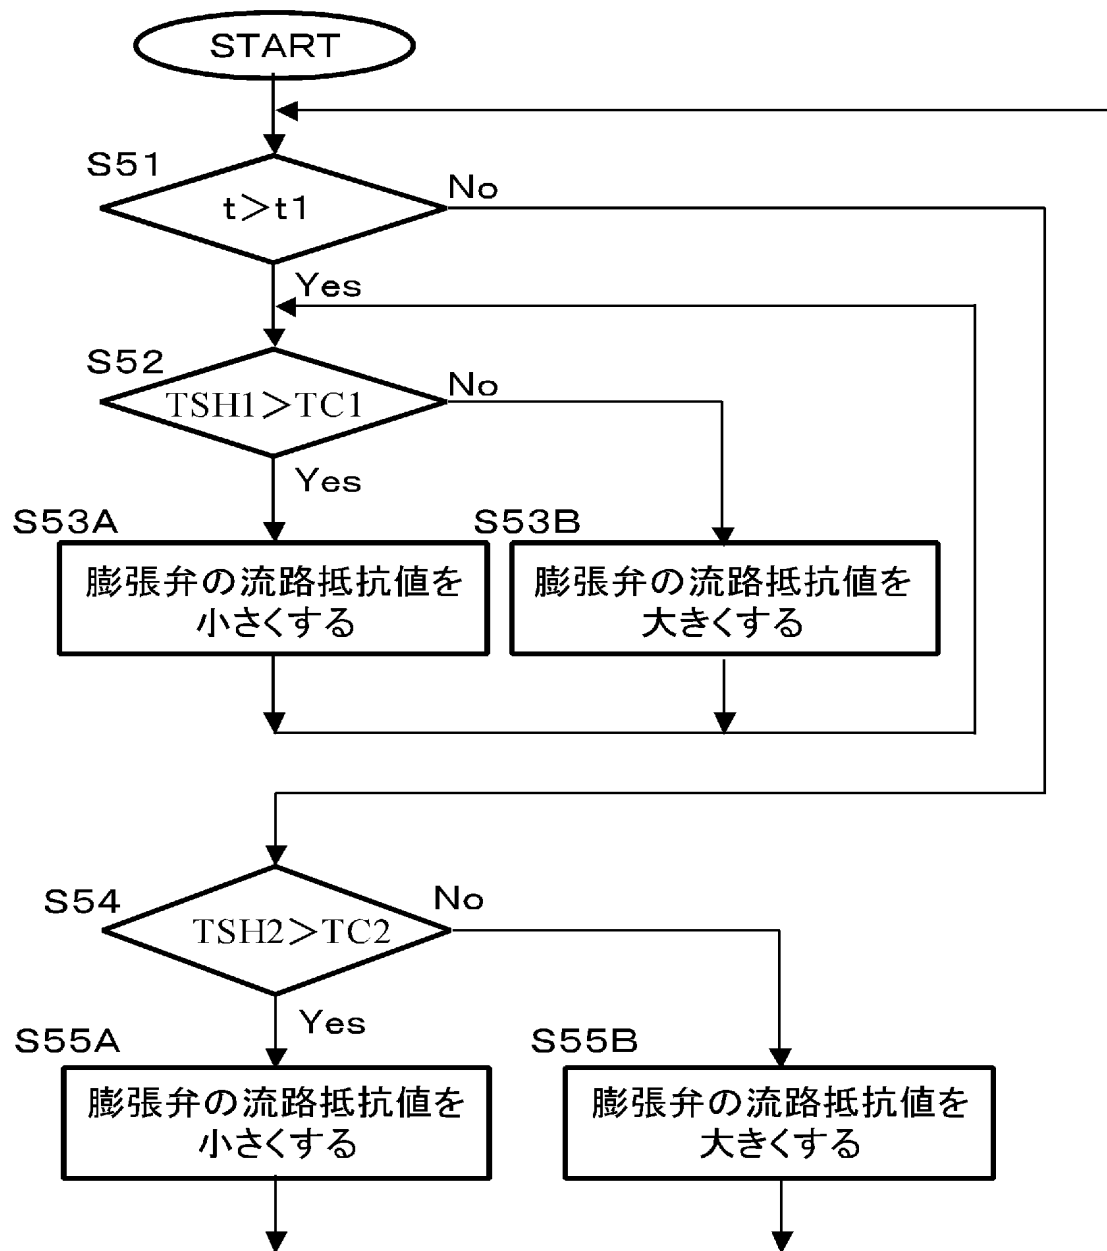 START
S51
t＞t1
No
Yes
S52
TSH1＞TC1
No
Yes
S53A
膨張弁の流路抵抗値を
小さくする
S53B
膨張弁の流路抵抗値を
大きくする
S54
TSH2＞TC2
No
Yes
S55A
膨張弁の流路抵抗値を
小さくする
S55B
膨張弁の流路抵抗値を
大きくする